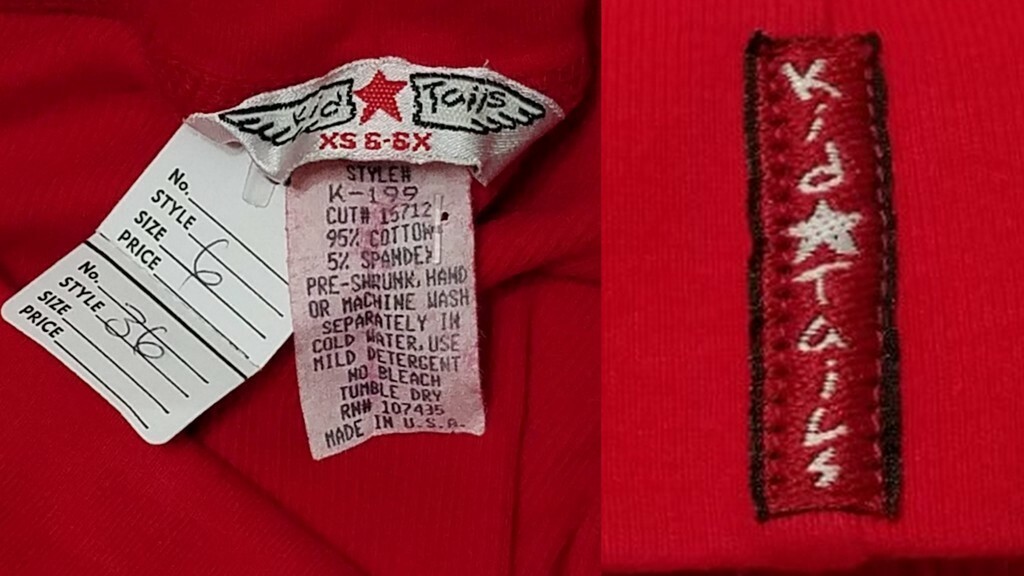 Kid Tails
XS 6-6X
STYLE#
K-199
CUT# 15712
95% COTTON
5% SPANDEX
PRE-SHRUNK, HAND
OR MACHINE WASH
SEPARATELY IN
COLD WATER, USE
MILD DETERGENT
NO BLEACH
TUMBLE DRY
RN# 107435
MADE IN U.S.A.
No.
STYLE
SIZE 6
PRICE
No.
STYLE 36
SIZE
PRICE
Kid Tails